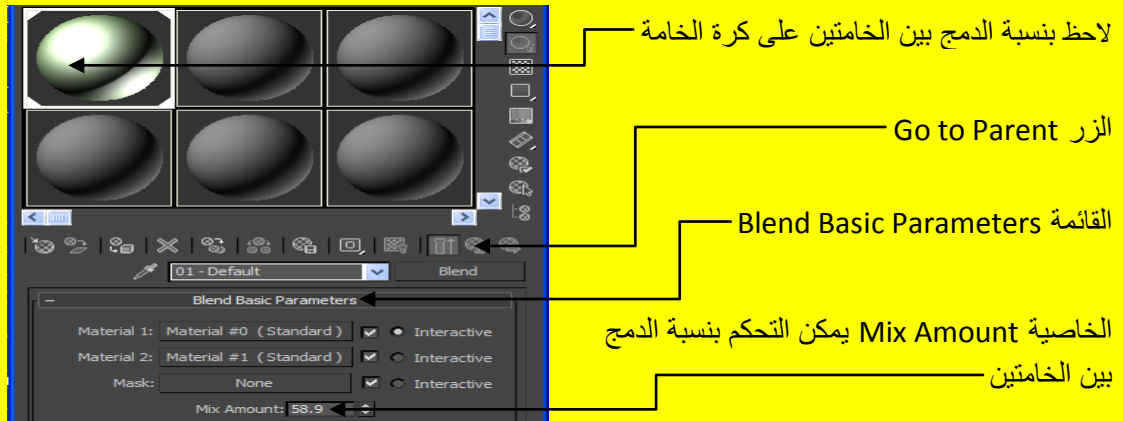 لاحظ بنسبة الدمج بين الخامتين على كرة الخامة
الزر Go to Parent
القائمة Blend Basic Parameters
01 - Default
Blend
Blend Basic Parameters
Material 1: Material #0 ( Standard ) Interactive
Material 2: Material #1 ( Standard ) Interactive
Mask: None Interactive
Mix Amount: 58.9
الخاصية Mix Amount يمكن التحكم بنسبة الدمج
بين الخامتين